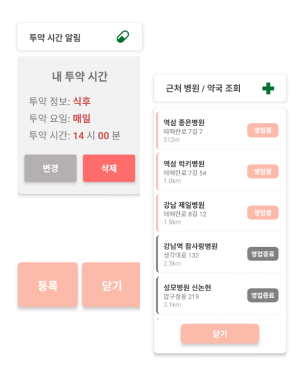 투약 시간 알림
내 투약 시간
투약 정보: 식후
투약 요일: 매일
투약 시간: 14 시 00 분
변경
삭제
등록
닫기
근처 병원 / 약국 조회
역삼 좋은병원
테헤란로 7길 7
512m
영업중
역삼 럭키병원
테헤란로 7길 54
1.0km
영업중
강남 제일병원
테헤란로 8길 12
1.5km
영업중
강남역 참사랑병원
생각대로 132
2.3km
영업종료
성모병원 신논현
압구정동 219
3.1km
영업종료
닫기